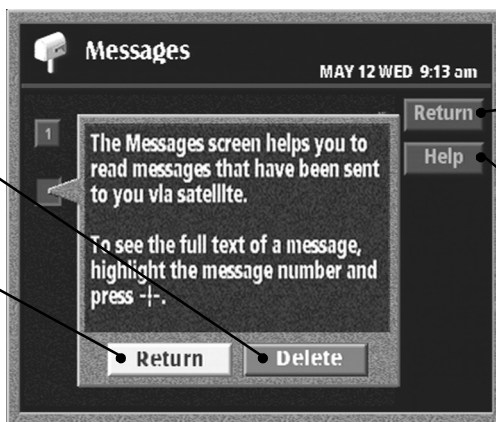 Messages
MAY 12 WED 9:13 am
Return
1
Help
The Messages screen helps you to
read messages that have been sent
to you via satellite.
To see the full text of a message,
highlight the message number and
press -¦-.
Return
Delete